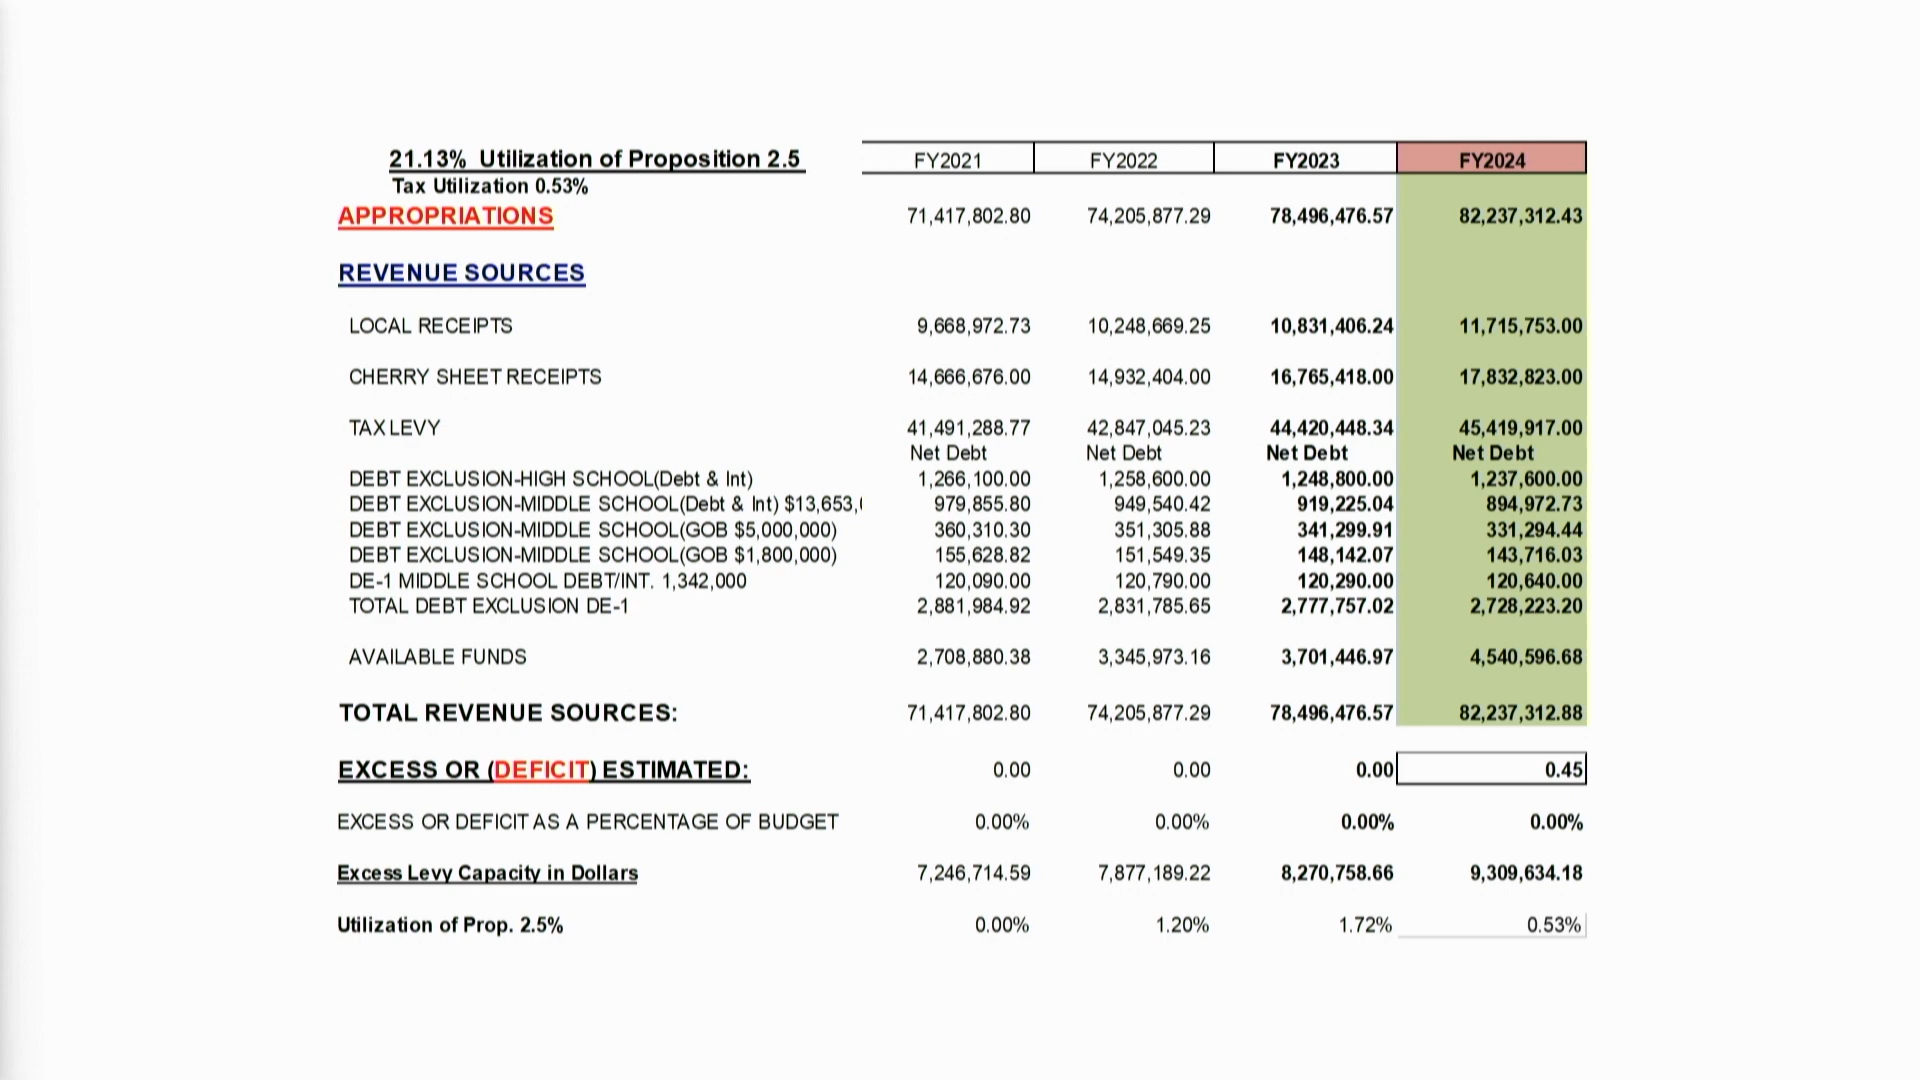 21.13% Utilization of Proposition 2.5 FY2021 FY2022 FY2023 FY2024
Tax Utilization 0.53%
APPROPRIATIONS 71,417,802.80 74,205,877.29 78,496,476.57 82,237,312.43
REVENUE SOURCES
LOCAL RECEIPTS 9,668,972.73 10,248,669.25 10,831,406.24 11,715,753.00
CHERRY SHEET RECEIPTS 14,666,676.00 14,932,404.00 16,765,418.00 17,832,823.00
TAX LEVY 41,491,288.77 42,847,045.23 44,420,448.34 45,419,917.00
Net Debt Net Debt Net Debt Net Debt
DEBT EXCLUSION-HIGH SCHOOL(Debt & Int) 1,266,100.00 1,258,600.00 1,248,800.00 1,237,600.00
DEBT EXCLUSION-MIDDLE SCHOOL(Debt & Int) $13,653,( 979,855.80 949,540.42 919,225.04 894,972.73
DEBT EXCLUSION-MIDDLE SCHOOL(GOB $5,000,000) 360,310.30 351,305.88 341,299.91 331,294.44
DEBT EXCLUSION-MIDDLE SCHOOL(GOB $1,800,000) 155,628.82 151,549.35 148,142.07 143,716.03
DE-1 MIDDLE SCHOOL DEBT/INT. 1,342,000 120,090.00 120,790.00 120,290.00 120,640.00
TOTAL DEBT EXCLUSION DE-1 2,881,984.92 2,831,785.65 2,777,757.02 2,728,223.20
AVAILABLE FUNDS 2,708,880.38 3,345,973.16 3,701,446.97 4,540,596.68
TOTAL REVENUE SOURCES: 71,417,802.80 74,205,877.29 78,496,476.57 82,237,312.88
EXCESS OR (DEFICIT) ESTIMATED: 0.00 0.00 0.00 0.45
EXCESS OR DEFICIT AS A PERCENTAGE OF BUDGET 0.00% 0.00% 0.00% 0.00%
Excess Levy Capacity in Dollars 7,246,714.59 7,877,189.22 8,270,758.66 9,309,634.18
Utilization of Prop. 2.5% 0.00% 1.20% 1.72% 0.53%